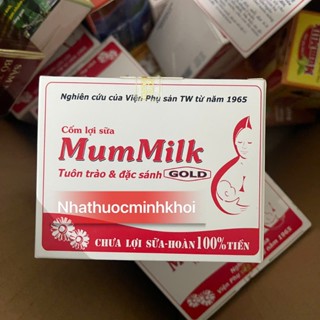 Nghiên cứu của Viện Phụ sản TW từ năm 1965
Cốm lợi sữa
MumMilk
Tuôn trào & đặc sánh GOLD
Nhathuocminhkhoi
CHƯA LỢI SỮA-HOÀN 100% TIỀN